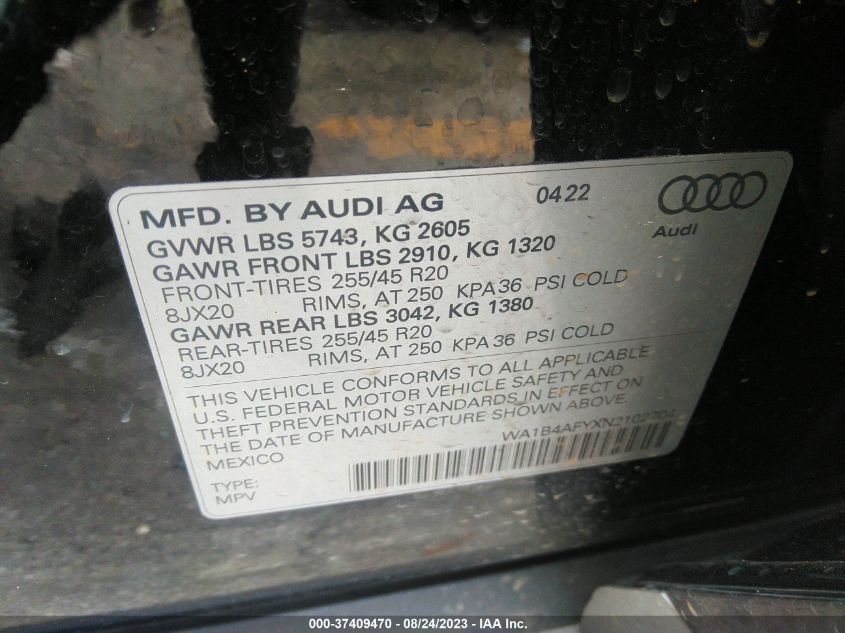 MFD. BY AUDI AG 0422
Audi
GVWR LBS 5743, KG 2605
GAWR FRONT LBS 2910, KG 1320
FRONT-TIRES 255/45 R20
8JX20 RIMS, AT 250 KPA36 PSI COLD
GAWR REAR LBS 3042, KG 1380
REAR-TIRES 255/45 R20
8JX20 RIMS, AT 250 KPA36 PSI COLD
THIS VEHICLE CONFORMS TO ALL APPLICABLE
U.S. FEDERAL MOTOR VEHICLE SAFETY AND
THEFT PREVENTION STANDARDS IN EFFECT ON
THE DATE OF MANUFACTURE SHOWN ABOVE.
MEXICO
TYPE:
MPV
000-37409470 - 08/24/2023 - IAA Inc.